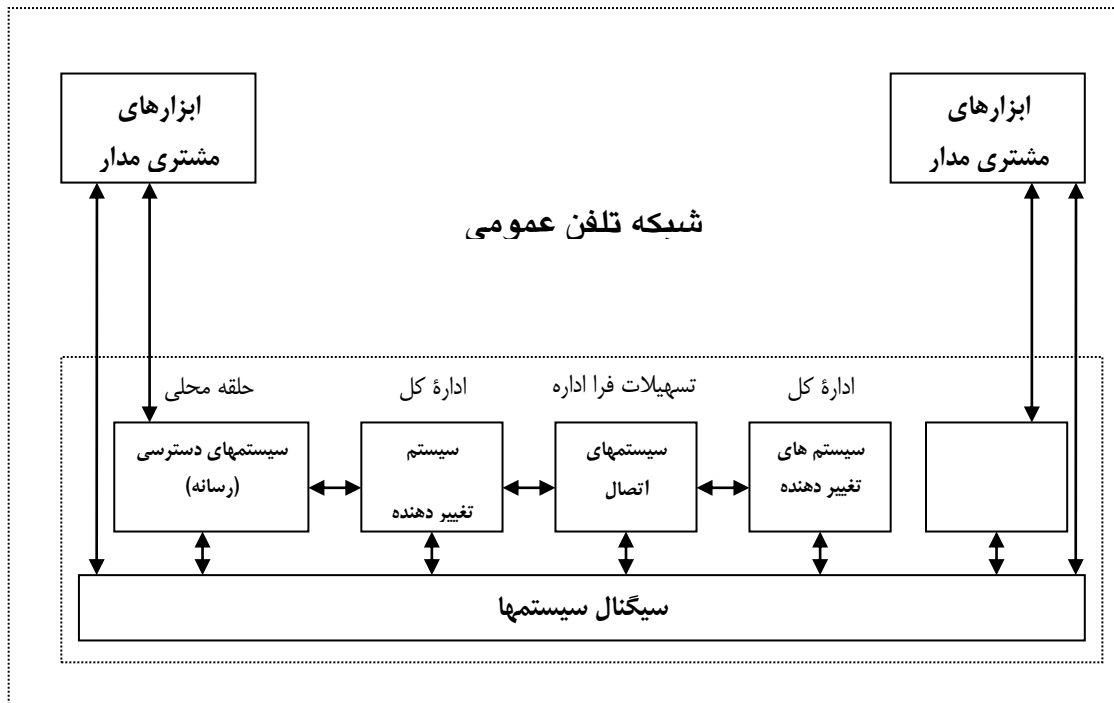 ابزارهای
مشتری مدار
ابزارهای
مشتری مدار
شبکه تلفن عمومی
ادارهٔ کل
تسهیلات فرا اداره
ادارهٔ کل
حلقه محلی
سیستم های
تغییر دهنده
سیستمهای
اتصال
سیستم
تغییر دهنده
سیستمهای دسترسی
(رسانه)
سیگنال سیستمها